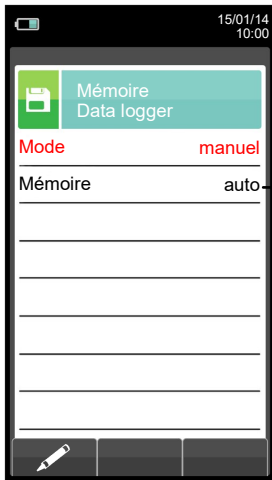 15/01/14
10:00
Mémoire
Data logger
Mode manuel
Mémoire auto